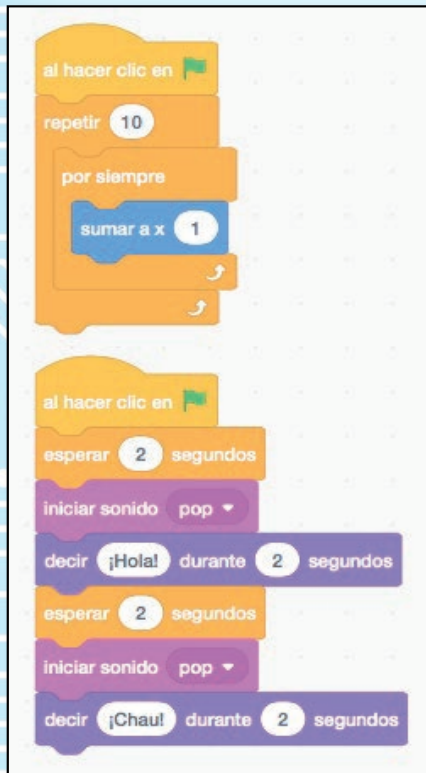 al hacer clic en
repetir 10
por siempre
sumar a x 1
al hacer clic en
esperar 2 segundos
iniciar sonido pop
decir ¡Hola! durante 2 segundos
esperar 2 segundos
iniciar sonido pop
decir ¡Chau! durante 2 segundos